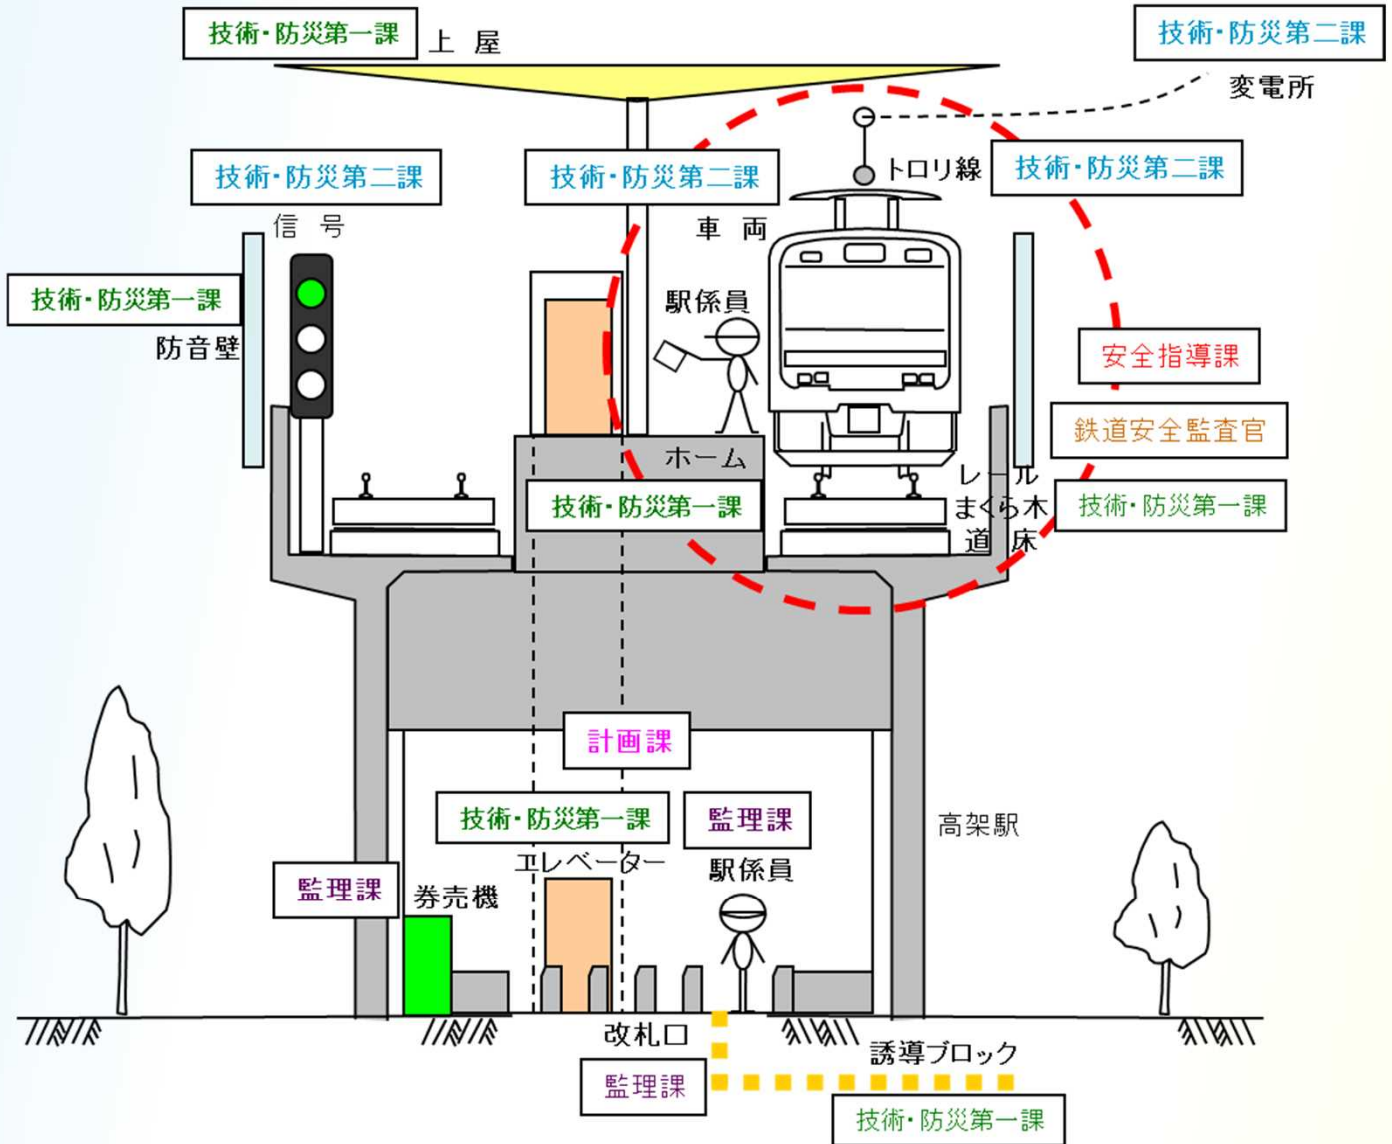 技術・防災第一課
上 屋
技術・防災第二課
変電所
技術・防災第二課
信 号
技術・防災第二課
車 両
トロリ線
技術・防災第二課
技術・防災第一課
防音壁
駅係員
安全指導課
鉄道安全監査官
ホーム
技術・防災第一課
レール
まくら木
道 床
技術・防災第一課
計画課
技術・防災第一課
エレベーター
監理課
駅係員
高架駅
監理課
券売機
改札口
監理課
誘導ブロック
技術・防災第一課